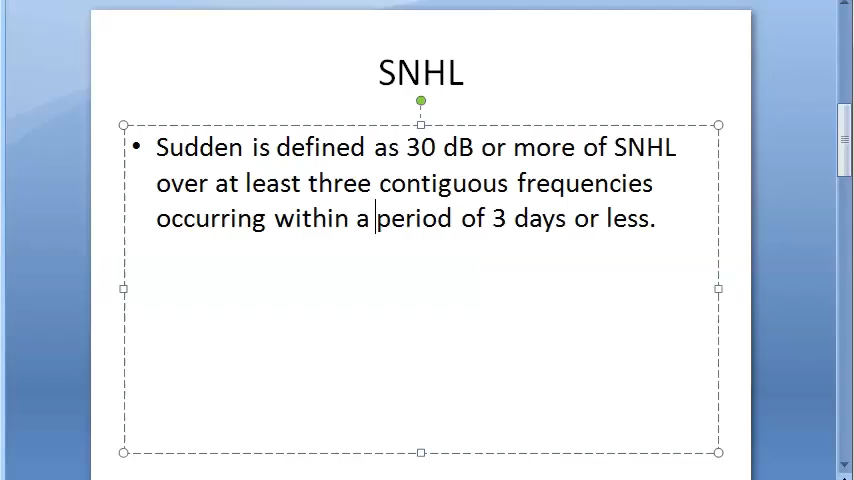 SNHL
• Sudden is defined as 30 dB or more of SNHL
over at least three contiguous frequencies
occurring within a period of 3 days or less.